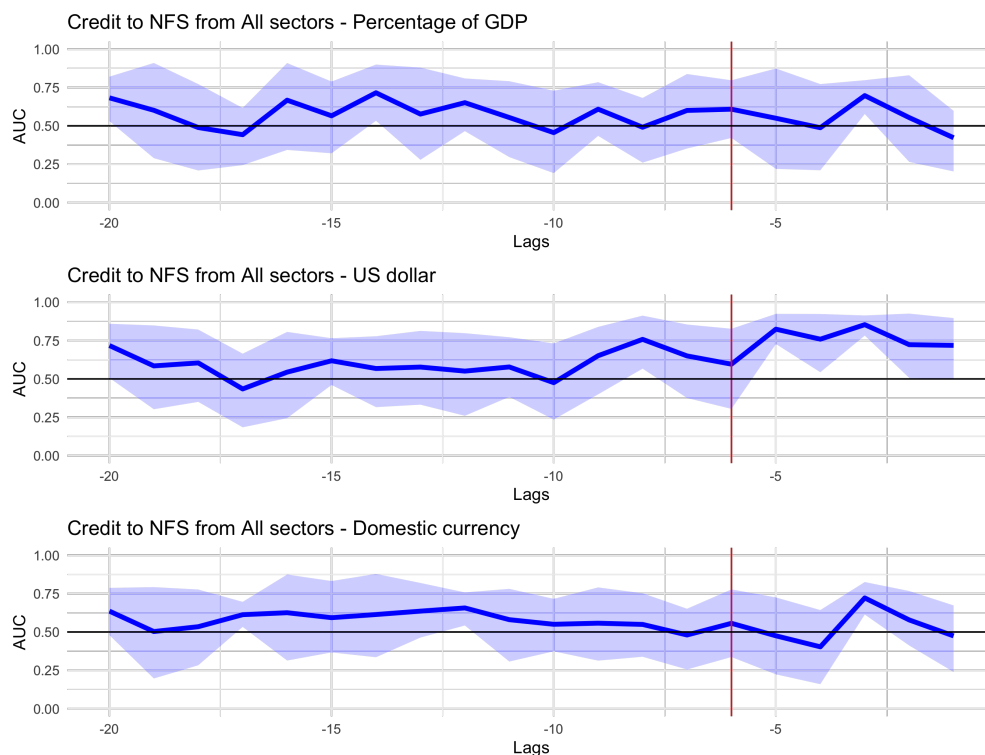 Credit to NFS from All sectors - Percentage of GDP
1.00
0.75
AUC
0.50
0.25
0.00
-20 -15 -10 -5
Lags
Credit to NFS from All sectors - US dollar
1.00
0.75
AUC
0.50
0.25
0.00
-20 -15 -10 -5
Lags
Credit to NFS from All sectors - Domestic currency
1.00
0.75
AUC
0.50
0.25
0.00
-20 -15 -10 -5
Lags